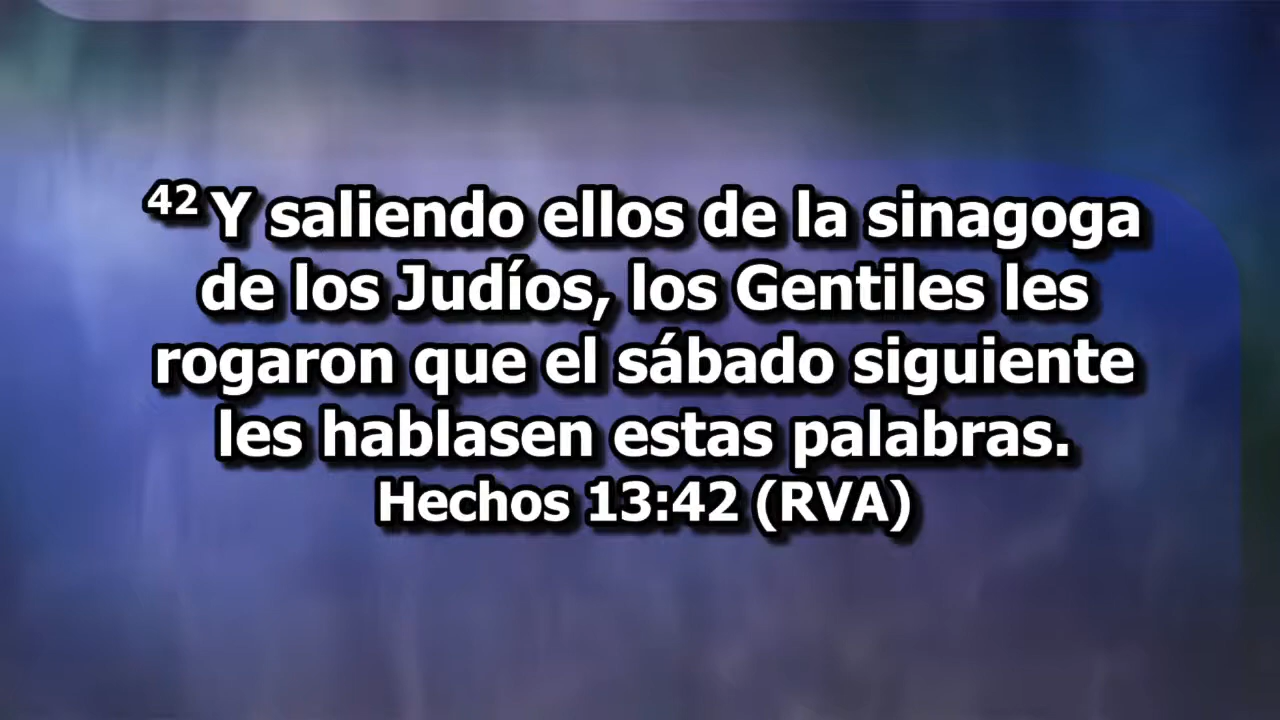 42 Y saliendo ellos de la sinagoga
de los Judíos, los Gentiles les
rogaron que el sábado siguiente
les hablasen estas palabras.
Hechos 13:42 (RVA)